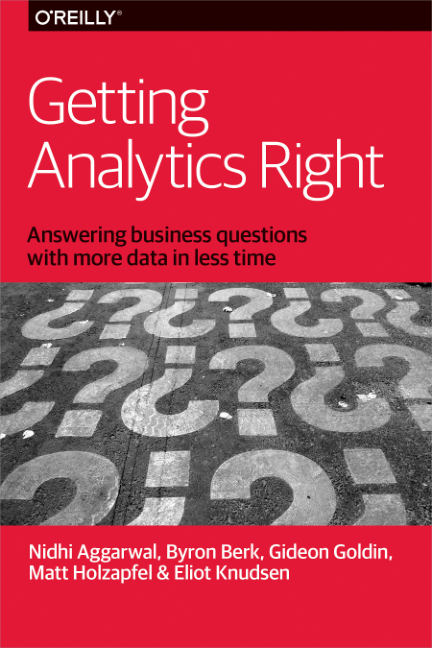 O'REILLY®
Getting
Analytics Right
Answering business questions
with more data in less time
Nidhi Aggarwal, Byron Berk, Gideon Goldin,
Matt Holzapfel & Eliot Knudsen